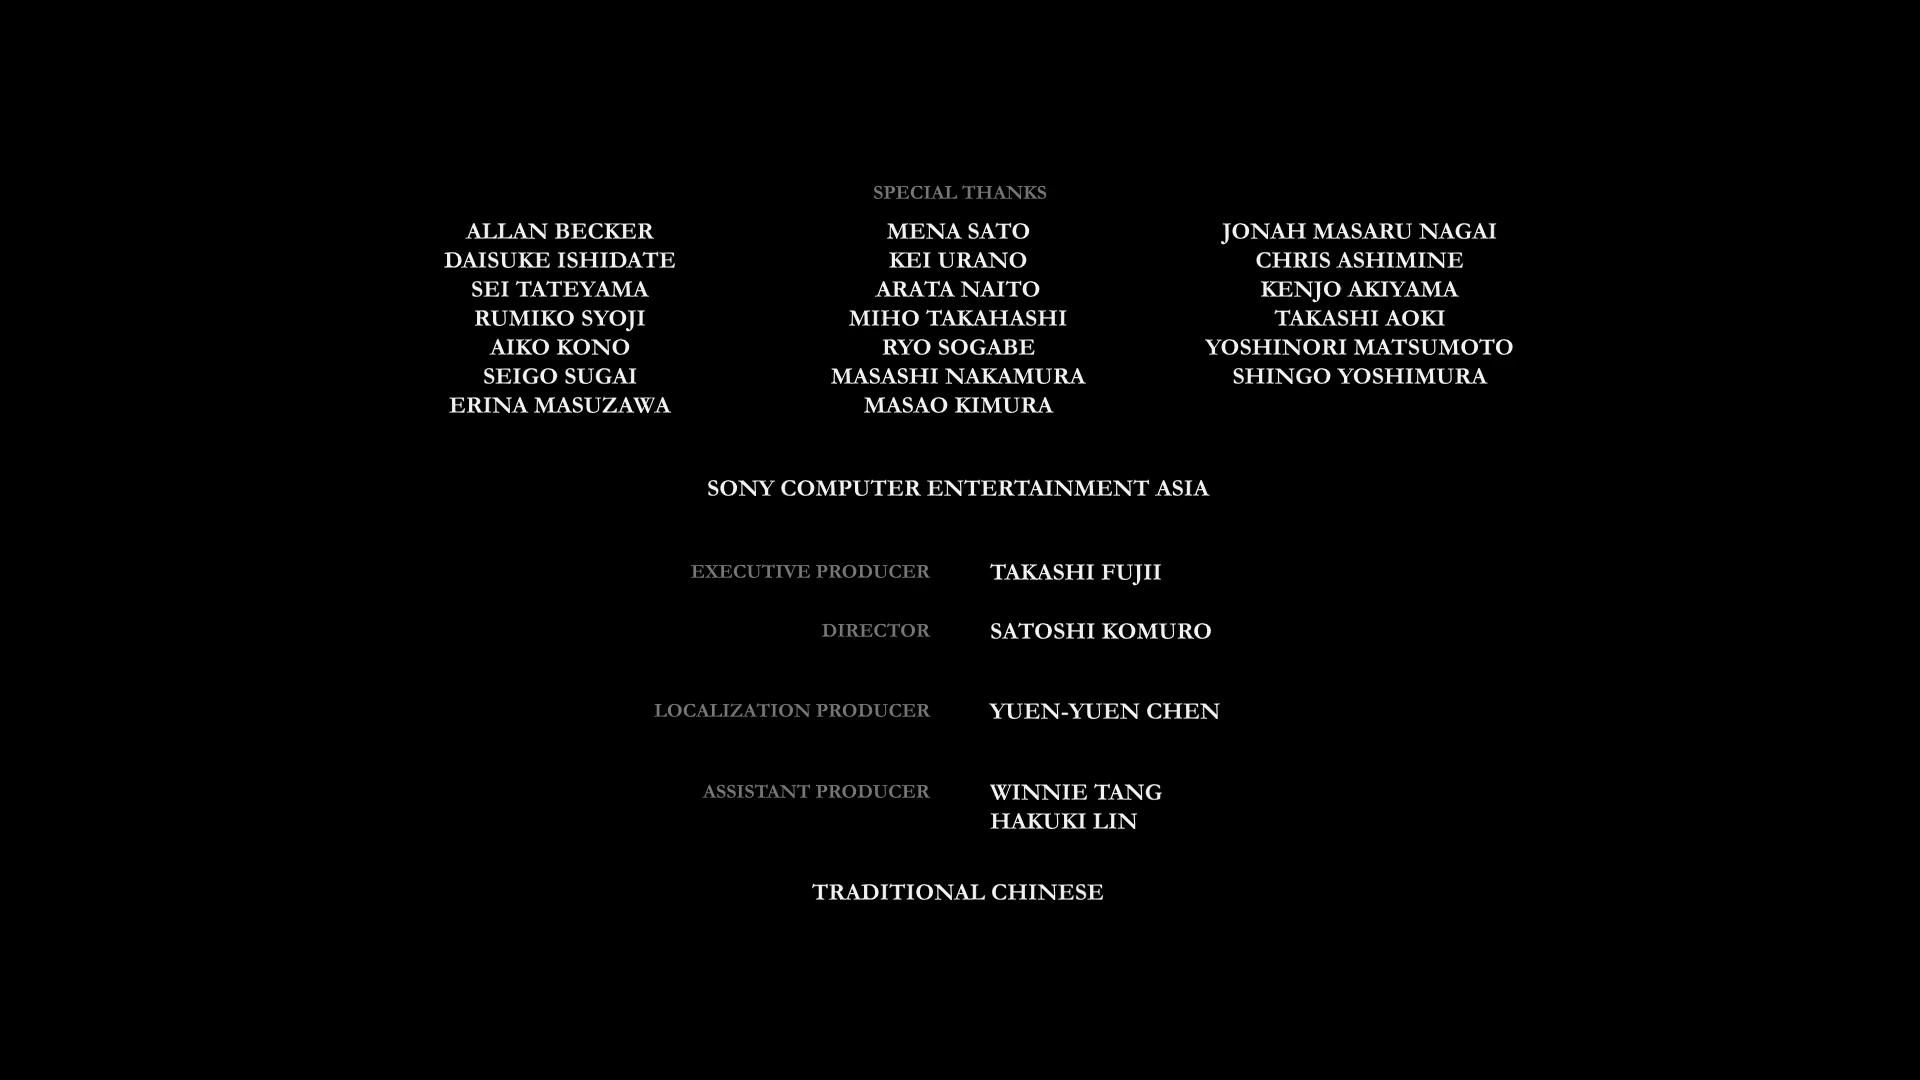 SPECIAL THANKS
ALLAN BECKER
DAISUKE ISHIDATE
SEI TATEYAMA
RUMIKO SYOJI
AIKO KONO
SEIGO SUGAI
ERINA MASUZAWA
MENA SATO
KEI URANO
ARATA NAITO
MIHO TAKAHASHI
RYO SOGABE
MASASHI NAKAMURA
MASAO KIMURA
JONAH MASARU NAGAI
CHRIS ASHIMINE
KENJO AKIYAMA
TAKASHI AOKI
YOSHINORI MATSUMOTO
SHINGO YOSHIMURA
SONY COMPUTER ENTERTAINMENT ASIA
EXECUTIVE PRODUCER TAKASHI FUJII
DIRECTOR SATOSHI KOMURO
LOCALIZATION PRODUCER YUEN-YUEN CHEN
ASSISTANT PRODUCER WINNIE TANG
HAKUKI LIN
TRADITIONAL CHINESE